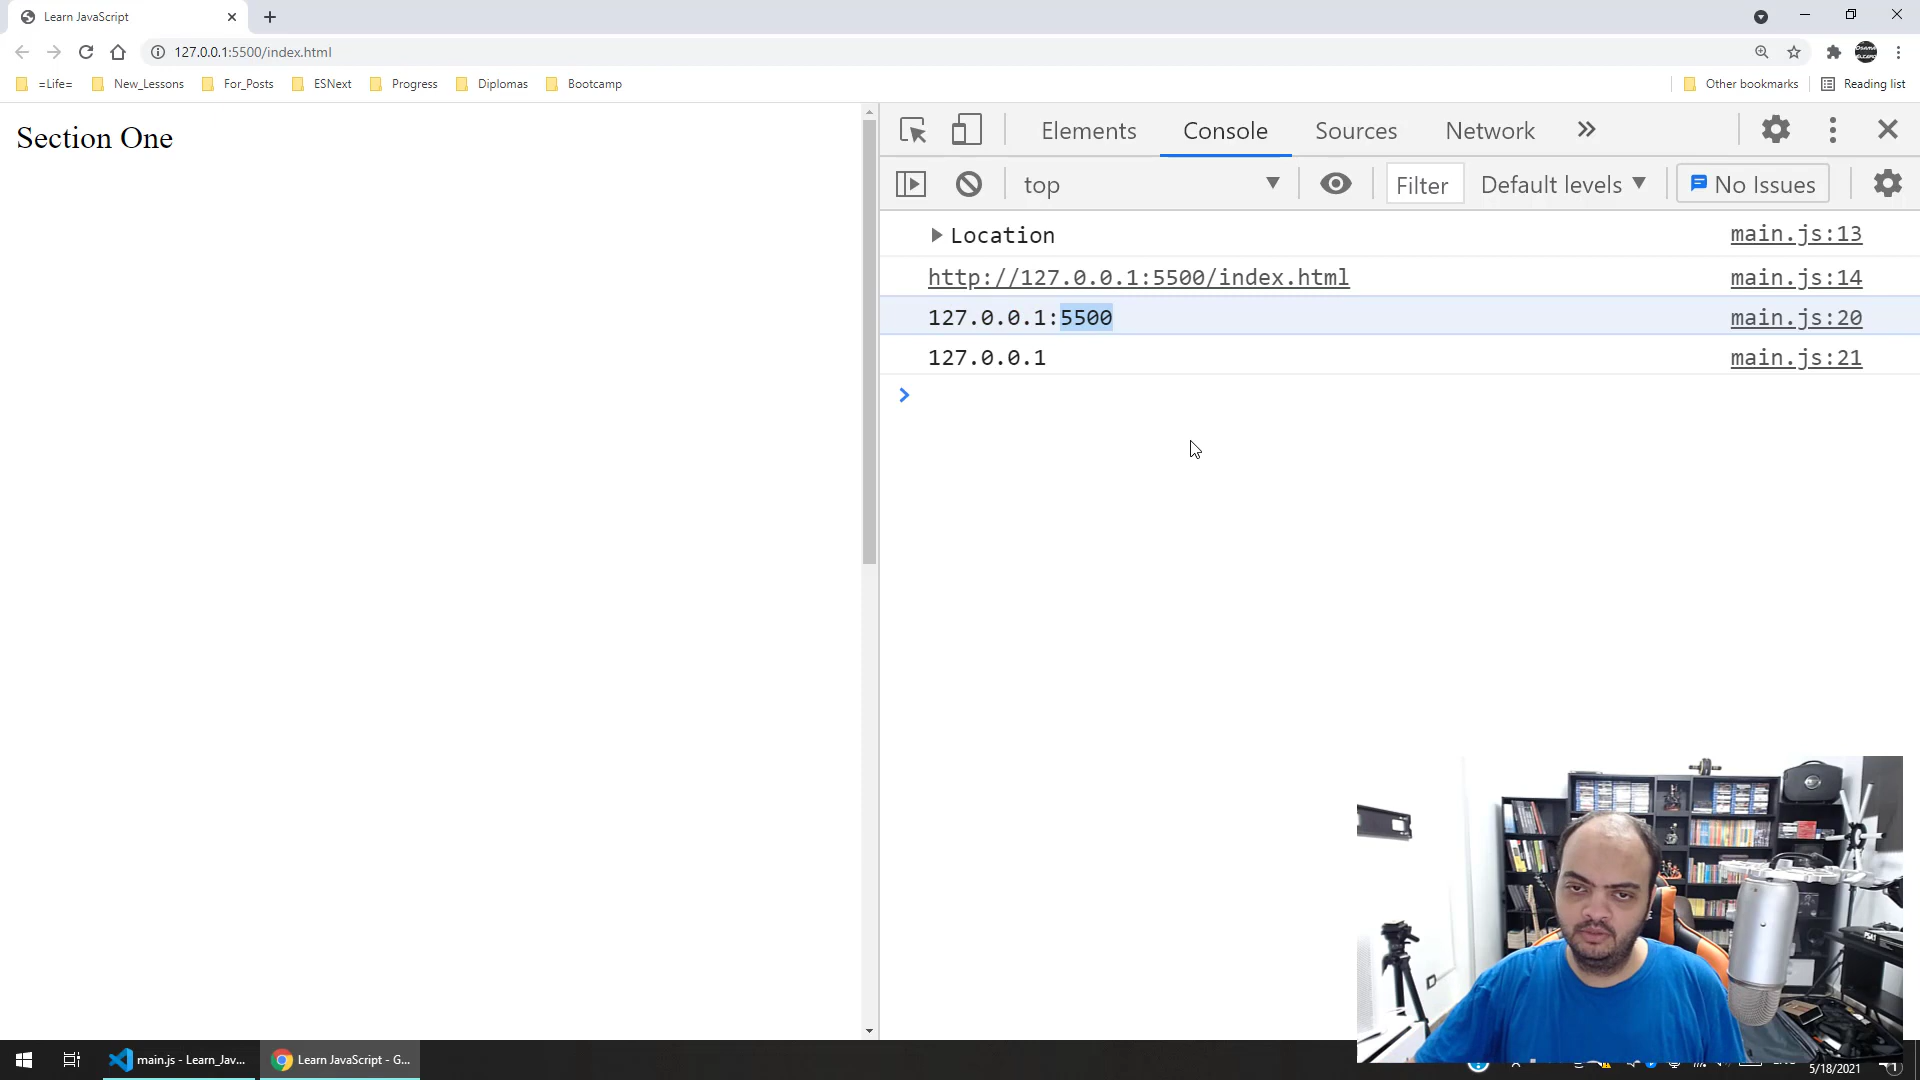 Learn JavaScript
127.0.0.1:5500/index.html
=Life=
New_Lessons
For_Posts
ESNext
Progress
Diplomas
Bootcamp
Other bookmarks
Reading list
Section One
Elements
Console
Sources
Network
top
Filter
Default levels
No Issues
Location
main.js:13
http://127.0.0.1:5500/index.html
main.js:14
127.0.0.1:5500
main.js:20
127.0.0.1
main.js:21
main.js - Learn_Jav...
Learn JavaScript - G...
5/18/2021